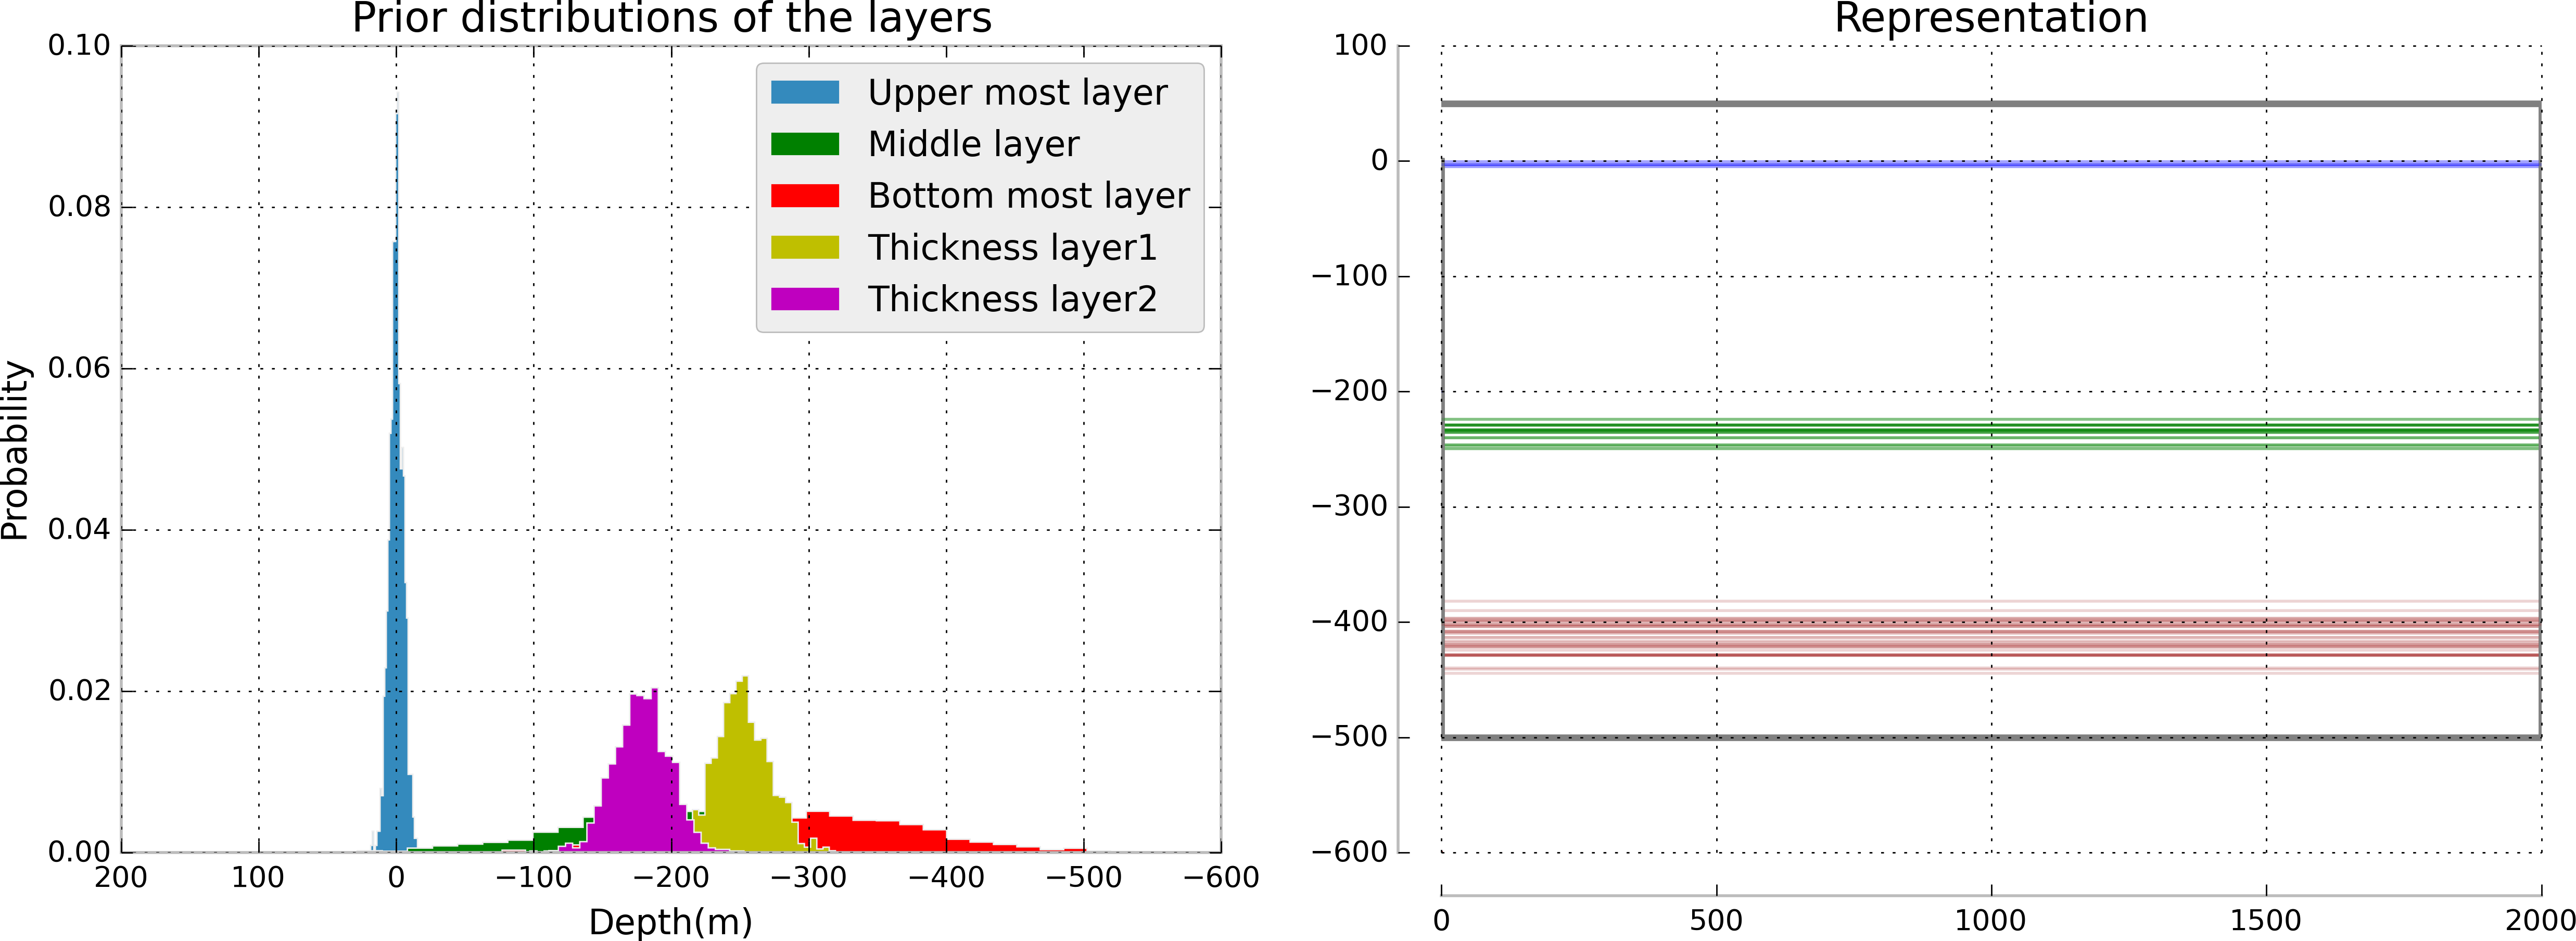 Prior distributions of the layers
0.10
0.08
0.06
0.04
0.02
0.00
Probability
200 100 0 −100 −200 −300 −400 −500 −600
Depth(m)
Upper most layer
Middle layer
Bottom most layer
Thickness layer1
Thickness layer2
Representation
100
0
−100
−200
−300
−400
−500
−600
0 500 1000 1500 2000